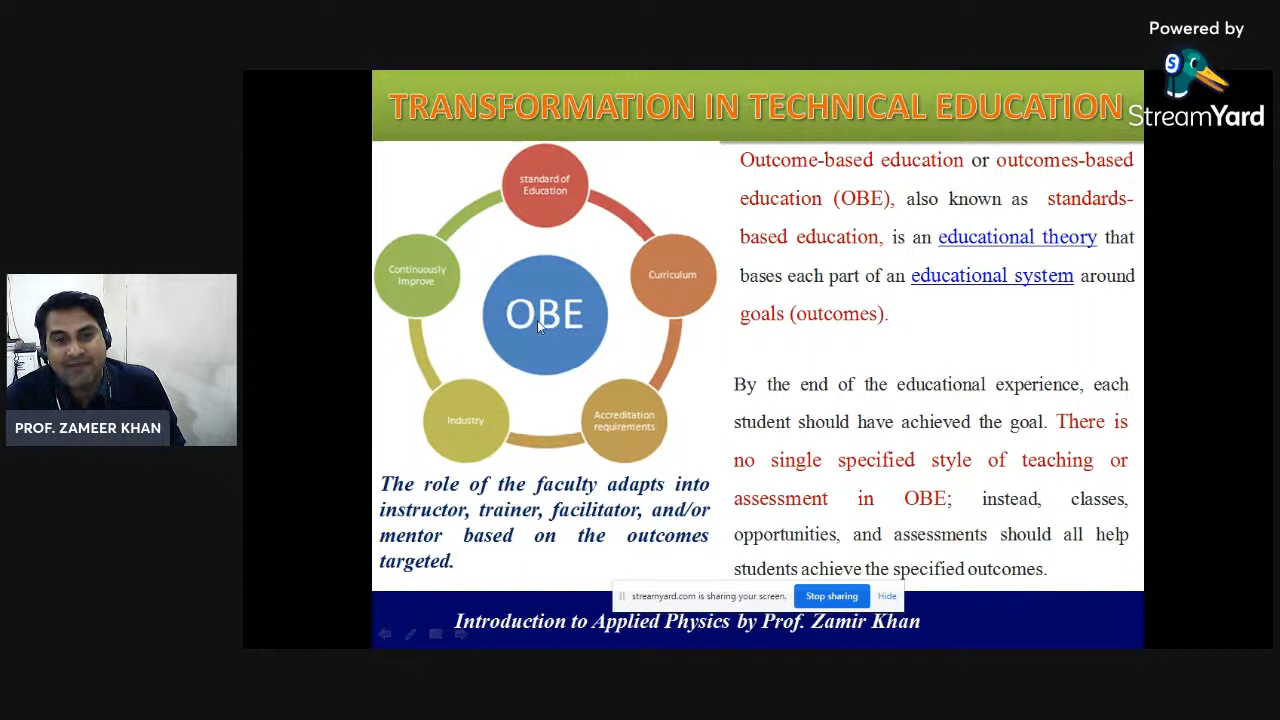 Powered by
StreamYard
TRANSFORMATION IN TECHNICAL EDUCATION
standard of
Education
Curriculum
Accreditation
requirements
Industry
Continuously
Improve
OBE
The role of the faculty adapts into
instructor, trainer, facilitator, and/or
mentor based on the outcomes
targeted.
Outcome-based education or outcomes-based
education (OBE), also known as standards-
based education, is an educational theory that
bases each part of an educational system around
goals (outcomes).
By the end of the educational experience, each
student should have achieved the goal. There is
no single specified style of teaching or
assessment in OBE; instead, classes,
opportunities, and assessments should all help
students achieve the specified outcomes.
streamyard.com is sharing your screen.
Stop sharing
Hide
Introduction to Applied Physics by Prof. Zamir Khan
PROF. ZAMEER KHAN